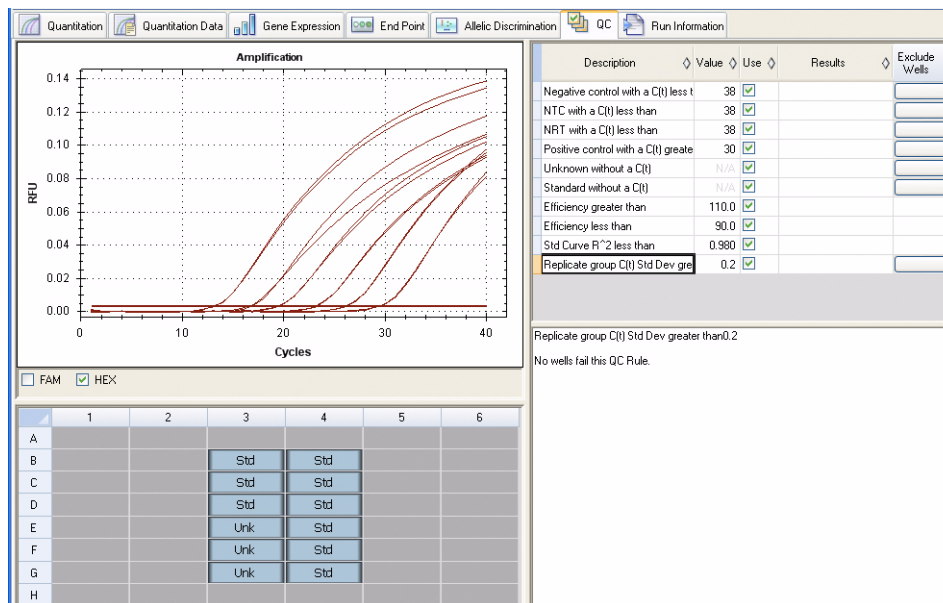 Quantitation Quantitation Data Gene Expression End Point Allelic Discrimination QC Run Information
Amplification
0.14
0.12
0.10
0.08
0.06
0.04
0.02
0.00
RFU
0 10 20 30 40
Cycles
FAM HEX
1 2 3 4 5 6
A
B Std Std
C Std Std
D Std Std
E Unk Std
F Unk Std
G Unk Std
H
Description Value Use Results Exclude Wells
Negative control with a C(t) less t 38
NTC with a C(t) less than 38
NRT with a C(t) less than 38
Positive control with a C(t) greate 30
Unknown without a C(t) N/A
Standard without a C(t) N/A
Efficiency greater than 110.0
Efficiency less than 90.0
Std Curve R^2 less than 0.980
Replicate group C(t) Std Dev gre 0.2
Replicate group C(t) Std Dev greater than0.2
No wells fail this QC Rule.